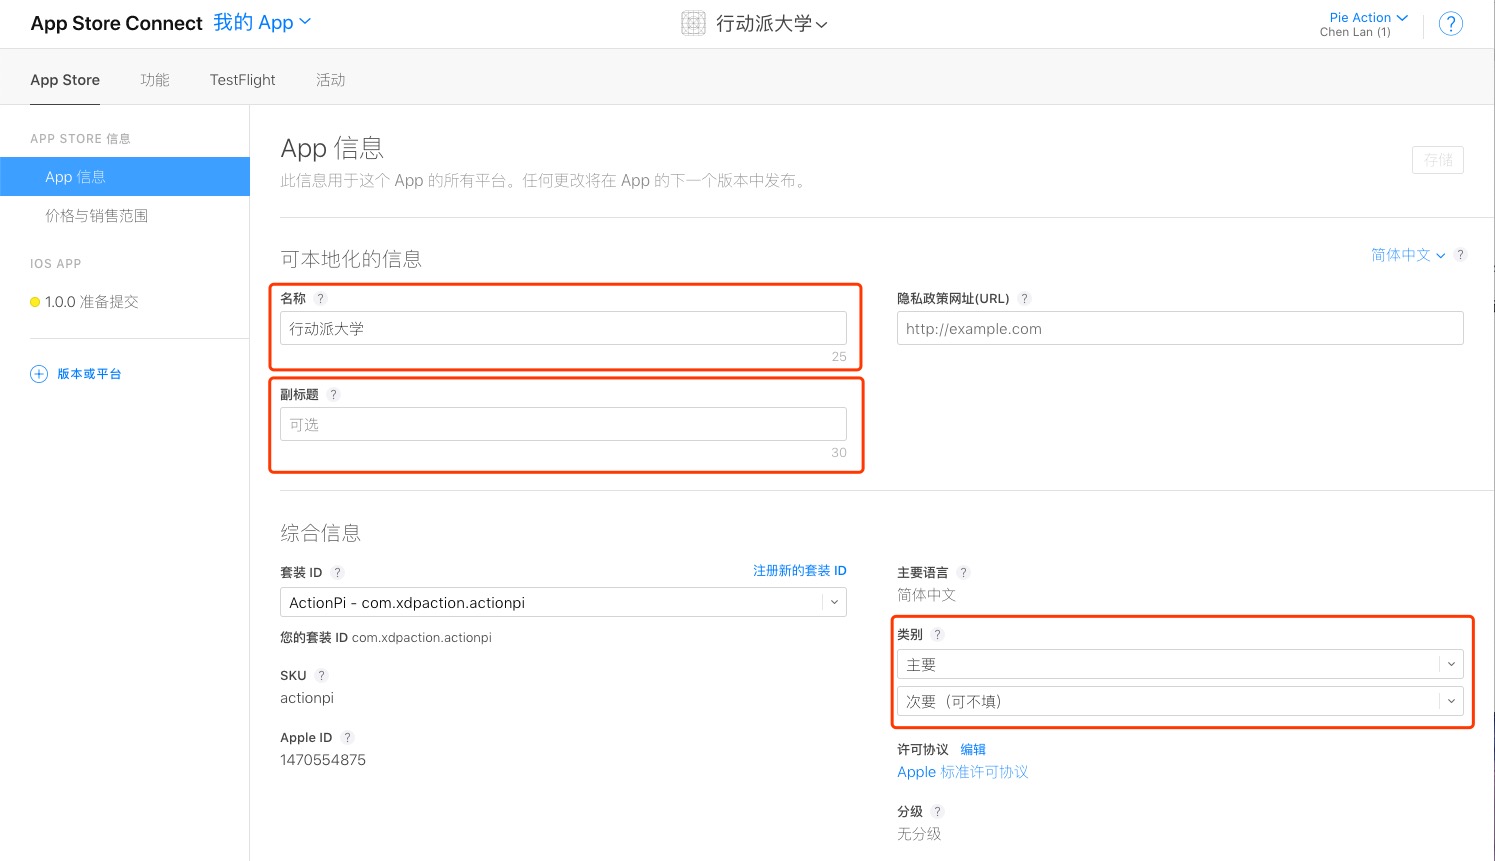 App Store Connect 我的 App
行动派大学
Pie Action
Chen Lan (1)
?
App Store 功能 TestFlight 活动
APP STORE 信息
App 信息
价格与销售范围
IOS APP
1.0.0 准备提交
版本或平台
App 信息
存储
此信息用于这个 App 的所有平台。任何更改将在 App 的下一个版本中发布。
可本地化的信息
简体中文 ?
名称 ?
行动派大学
25
隐私政策网址(URL) ?
http://example.com
副标题 ?
可选
30
综合信息
套装 ID ? 注册新的套装 ID
ActionPi - com.xdpaction.actionpi
您的套装 ID com.xdpaction.actionpi
SKU ?
actionpi
Apple ID ?
1470554875
主要语言 ?
简体中文
类别 ?
主要
次要（可不填）
许可协议 编辑
Apple 标准许可协议
分级 ?
无分级